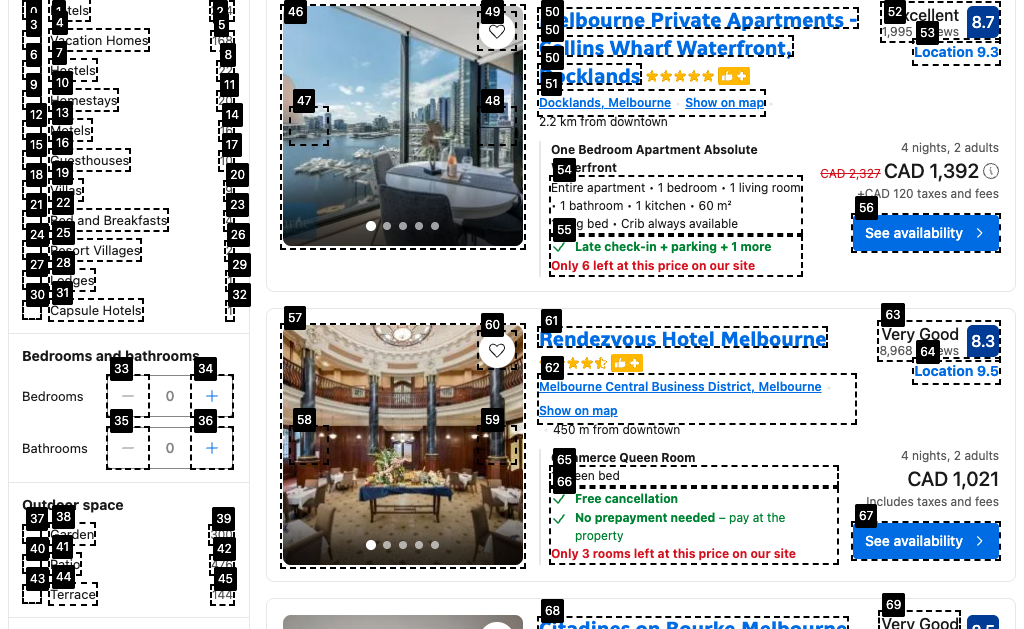 Vacation Homes
168
Hostels
Homestays
Motels
Guesthouses
Villas
Bed and Breakfasts
Resort Villages
Lodges
Capsule Hotels
Bedrooms and bathrooms
Bedrooms
0
Bathrooms
0
Outdoor space
Garden
Patio
Terrace
144
Melbourne Private Apartments -
Collins Wharf Waterfront,
Docklands
Docklands, Melbourne
Show on map
2.2 km from downtown
One Bedroom Apartment Absolute
Waterfront
Entire apartment • 1 bedroom • 1 living room
• 1 bathroom • 1 kitchen • 60 m²
bed • Crib always available
Late check-in + parking + 1 more
Only 6 left at this price on our site
Excellent
1,995 reviews
8.7
Location 9.3
4 nights, 2 adults
CAD 2,327 CAD 1,392
+CAD 120 taxes and fees
See availability
Rendezvous Hotel Melbourne
Melbourne Central Business District, Melbourne
Show on map
450 m from downtown
Commerce Queen Room
queen bed
Free cancellation
No prepayment needed – pay at the
property
Only 3 rooms left at this price on our site
Very Good
8,968 reviews
8.3
Location 9.5
4 nights, 2 adults
CAD 1,021
Includes taxes and fees
See availability
Citadines on Bourke Melbourne
Very Good
0
1
2
3
4
5
6
7
8
9
10
11
12
13
14
15
16
17
18
19
20
21
22
23
24
25
26
27
28
29
30
31
32
33
34
35
36
37
38
39
40
41
42
43
44
45
46
47
48
49
50
50
50
51
52
53
54
55
56
57
58
59
60
61
62
63
64
65
66
67
68
69